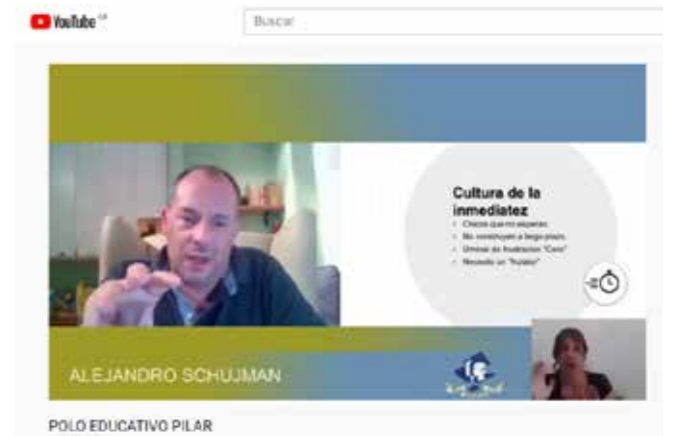 YouTube
Buscar
Cultura de la
inmediatez
• Chicos que no esperan.
• No construyen a largo plazo.
• Umbral de frustración "Cero"
• Necesito un
ALEJANDRO SCHUJMAN
POLO EDUCATIVO PILAR